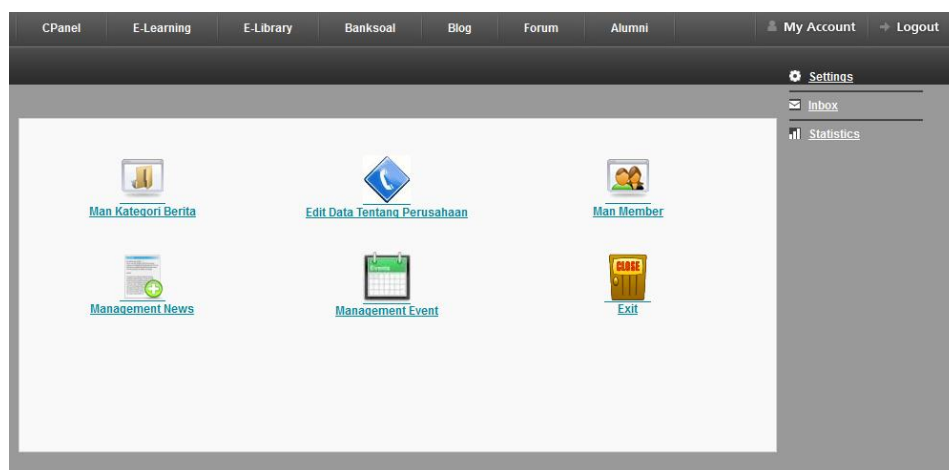 CPanel E-Learning E-Library Banksoal Blog Forum Alumni My Account Logout
Settings
Inbox
Statistics
Man Kategori Berita Edit Data Tentang Perusahaan Man Member
Events
CLOSE
Management News Management Event Exit